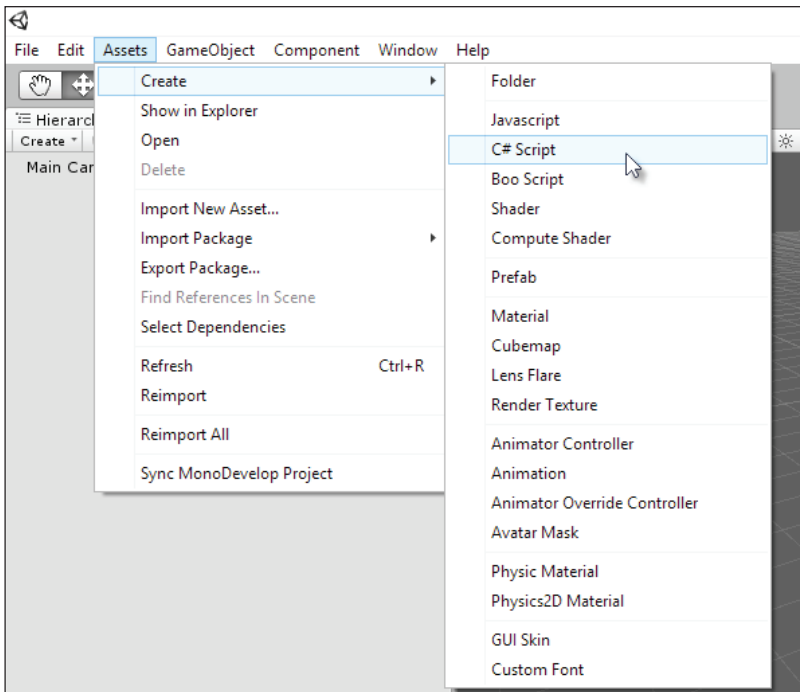 File Edit Assets GameObject Component Window Help
Hierarc
Create
Main Car
Create
Show in Explorer
Open
Delete
Import New Asset...
Import Package
Export Package...
Find References In Scene
Select Dependencies
Refresh Ctrl+R
Reimport
Reimport All
Sync MonoDevelop Project
Folder
Javascript
C# Script
Boo Script
Shader
Compute Shader
Prefab
Material
Cubemap
Lens Flare
Render Texture
Animator Controller
Animation
Animator Override Controller
Avatar Mask
Physic Material
Physics2D Material
GUI Skin
Custom Font